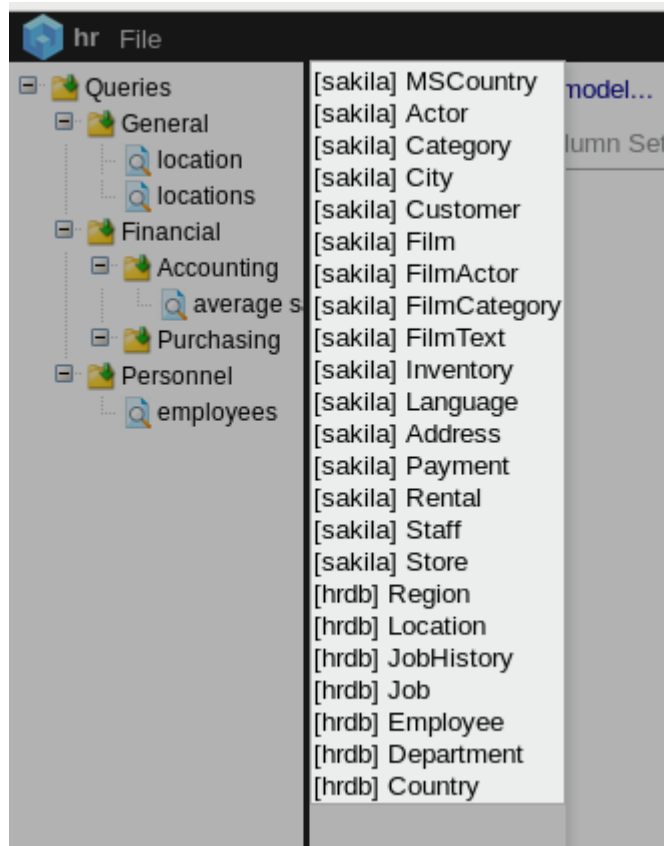 hr File
Queries
General
location
locations
Financial
Accounting
average
Purchasing
Personnel
employees
[sakila] MSCountry
[sakila] Actor
[sakila] Category
[sakila] City
[sakila] Customer
[sakila] Film
[sakila] FilmActor
[sakila] FilmCategory
[sakila] FilmText
[sakila] Inventory
[sakila] Language
[sakila] Address
[sakila] Payment
[sakila] Rental
[sakila] Staff
[sakila] Store
[hrdb] Region
[hrdb] Location
[hrdb] JobHistory
[hrdb] Job
[hrdb] Employee
[hrdb] Department
[hrdb] Country
model...
lumn Set